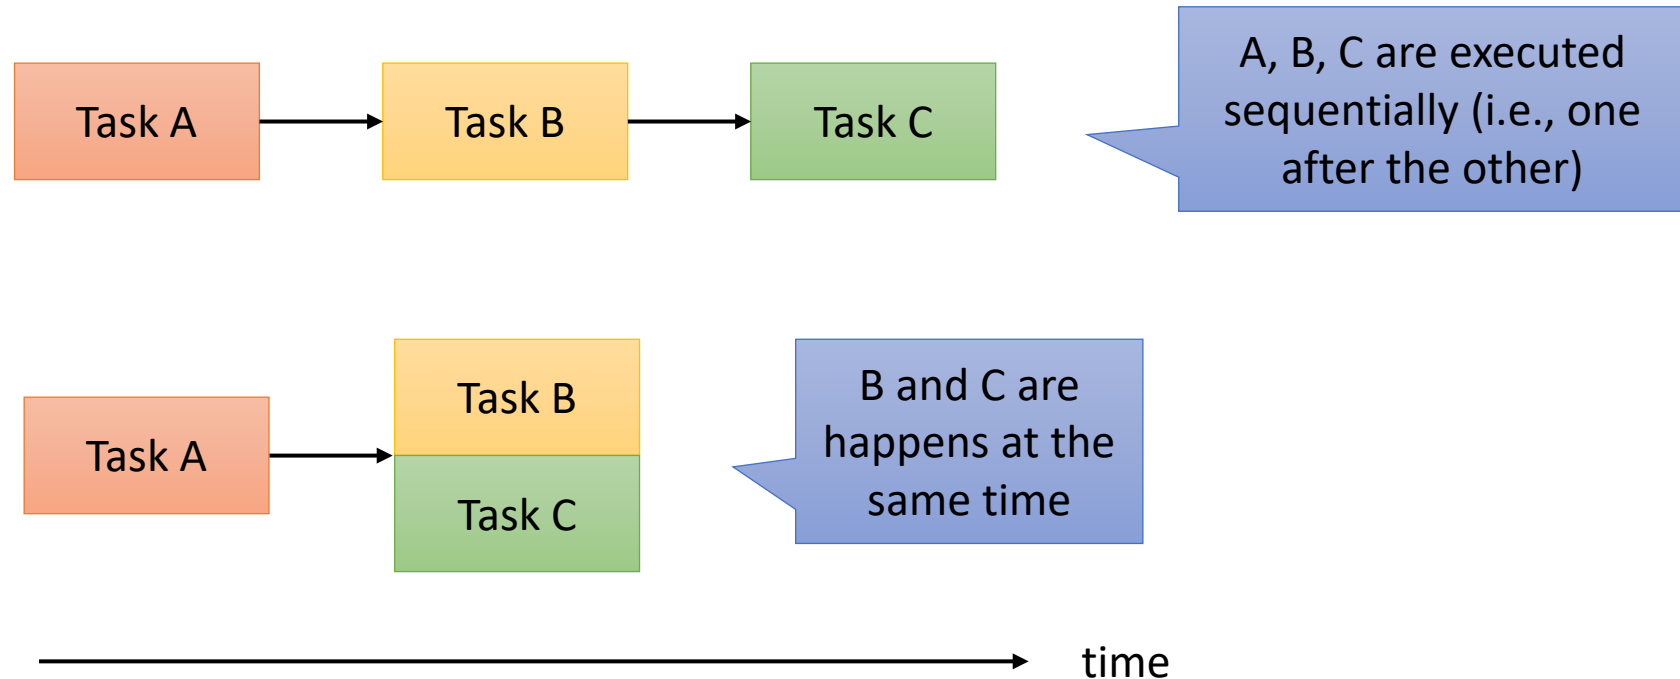 Task A
Task B
Task C
A, B, C are executed
sequentially (i.e., one
after the other)
Task A
Task B
Task C
B and C are
happens at the
same time
time